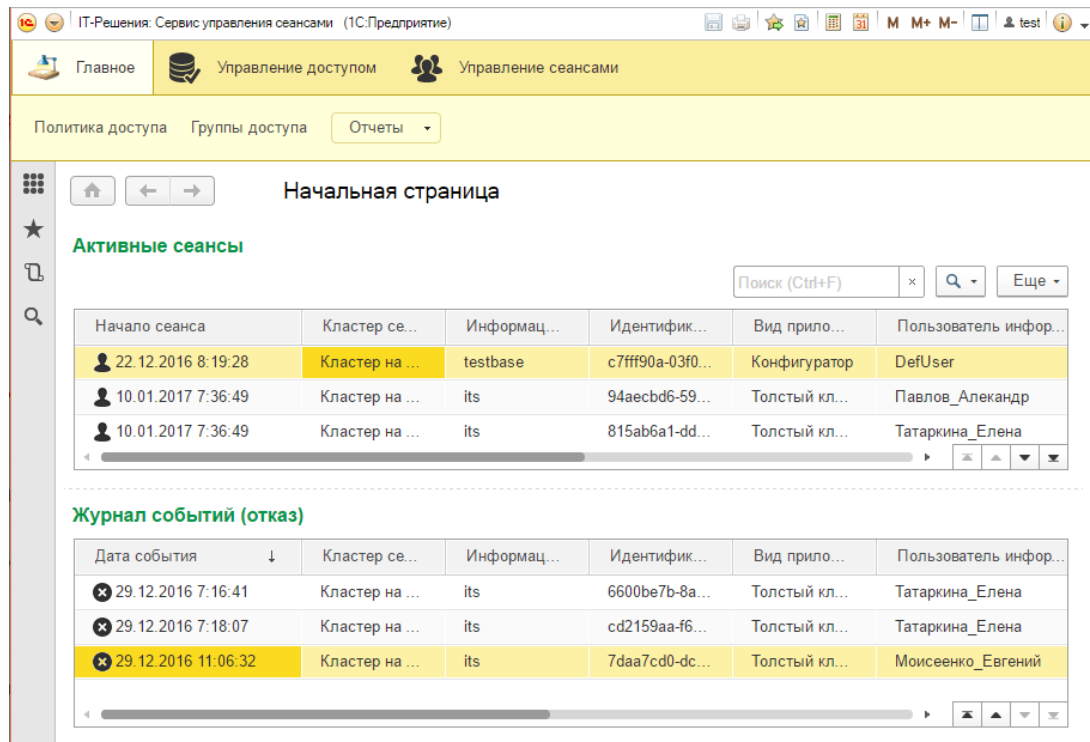 IT-Решения: Сервис управления сеансами (1С:Предприятие) M M+ M- test
Главное Управление доступом Управление сеансами
Политика доступа Группы доступа Отчеты
Начальная страница
Активные сеансы
Поиск (Ctrl+F) × Еще
Начало сеанса Кластер се... Информац... Идентифик... Вид прило... Пользователь инфор...
22.12.2016 8:19:28 Кластер на ... testbase c7fff90a-03f0... Конфигуратор DefUser
10.01.2017 7:36:49 Кластер на ... its 94aecbd6-59... Толстый кл... Павлов_Алекандр
10.01.2017 7:36:49 Кластер на ... its 815ab6a1-dd... Толстый кл... Татаркина_Елена
Журнал событий (отказ)
Дата события ↓ Кластер се... Информац... Идентифик... Вид прило... Пользователь инфор...
29.12.2016 7:16:41 Кластер на ... its 6600be7b-8a... Толстый кл... Татаркина_Елена
29.12.2016 7:18:07 Кластер на ... its cd2159aa-f6... Толстый кл... Татаркина_Елена
29.12.2016 11:06:32 Кластер на ... its 7daa7cd0-dc... Толстый кл... Моисеенко_Евгений